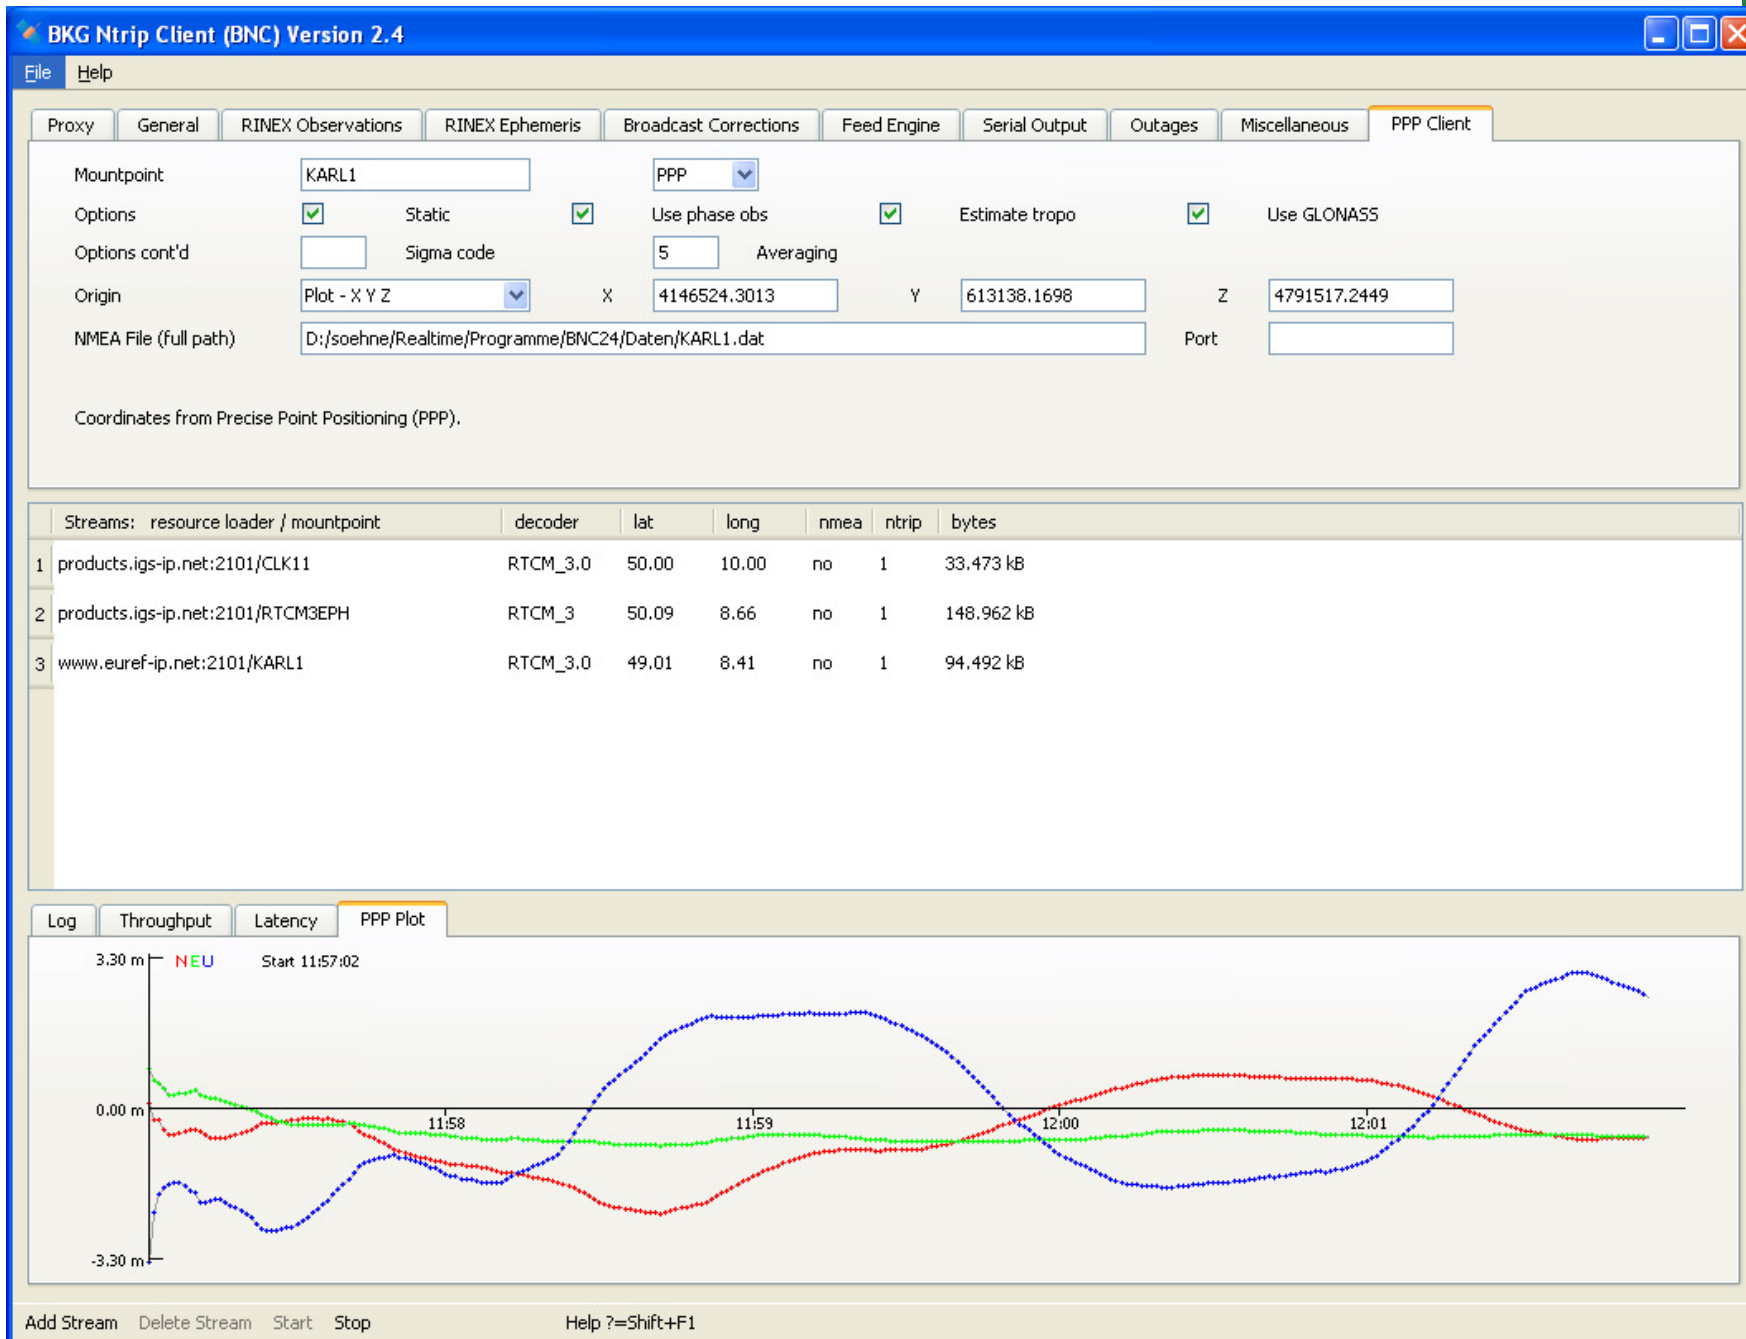 BKG Ntrip Client (BNC) Version 2.4
File Help
Proxy General RINEX Observations RINEX Ephemeris Broadcast Corrections Feed Engine Serial Output Outages Miscellaneous PPP Client
Mountpoint KARL1 PPP
Options Static Use phase obs Estimate tropo Use GLONASS
Options cont'd Sigma code 5 Averaging
Origin Plot - X Y Z X 4146524.3013 Y 613138.1698 Z 4791517.2449
NMEA File (full path) D:/soehne/Realtime/Programme/BNC24/Daten/KARL1.dat Port
Coordinates from Precise Point Positioning (PPP).
Streams: resource loader / mountpoint decoder lat long nmea ntrip bytes
1 products.igs-ip.net:2101/CLK11 RTCM_3.0 50.00 10.00 no 1 33.473 kB
2 products.igs-ip.net:2101/RTCM3EPH RTCM_3 50.09 8.66 no 1 148.962 kB
3 www.euref-ip.net:2101/KARL1 RTCM_3.0 49.01 8.41 no 1 94.492 kB
Log Throughput Latency PPP Plot
3.30 m NEU Start 11:57:02
0.00 m
11:58 11:59 12:00 12:01
-3.30 m
Add Stream Delete Stream Start Stop Help ?=Shift+F1